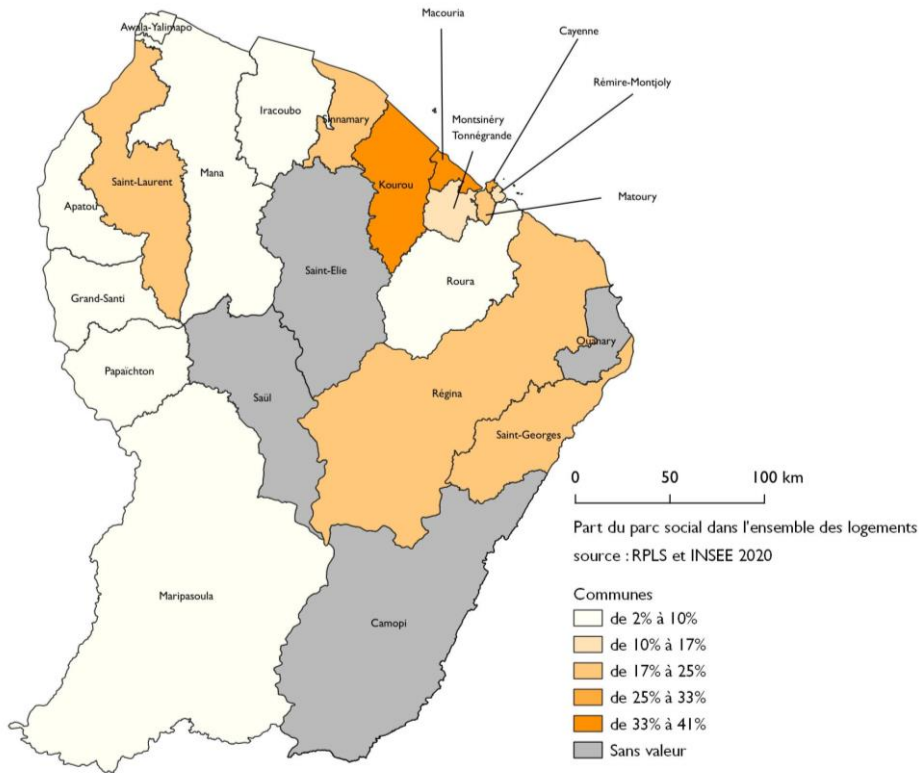 Macouria
Cayenne
Awala-Yalimapo
Rémire-Montjoly
Iracoubo
Sinnamary
Montsinéry
Tonnégrande
Mana
Saint-Laurent
Kourou
Matoury
Apatou
Saint-Elie
Roura
Grand-Santi
Ouanary
Papaïchton
Régina
Saül
Saint-Georges
0 50 100 km
Part du parc social dans l'ensemble des logements
source : RPLS et INSEE 2020
Communes
Maripasoula
de 2% à 10%
Camopi
de 10% à 17%
de 17% à 25%
de 25% à 33%
de 33% à 41%
Sans valeur